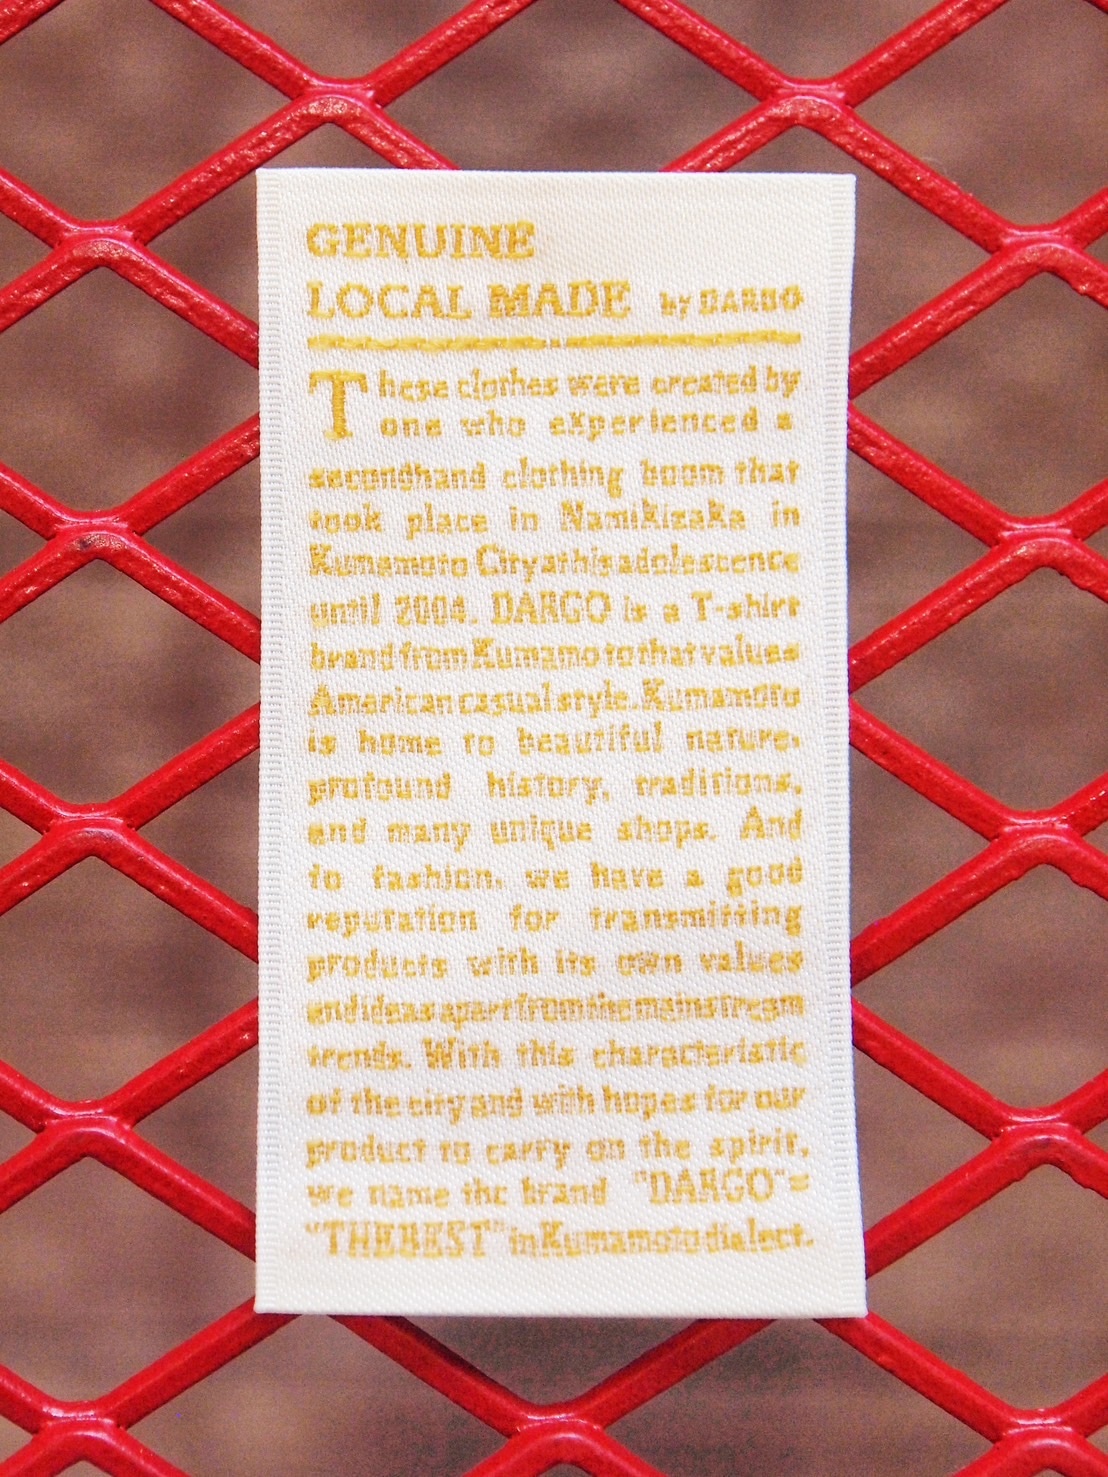 GENUINE
LOCAL MADE by DARGO
These clothes were created by
one who experienced a
secondhand clothing boom that
took place in Namikizaka in
Kumamoto City at his adolescence
until 2004. DARGO is a T-shirt
brand from Kumamoto that values
American casual style. Kumamoto
is home to beautiful nature,
profound history, traditions,
and many unique shops. And
to fashion, we have a good
reputation for transmitting
products with its own values
and ideas apart from the mainstream
trends. With this characteristic
of the city and with hopes for our
product to carry on the spirit,
we name the brand "DARGO"=
"THE BEST" in Kumamoto dialect.